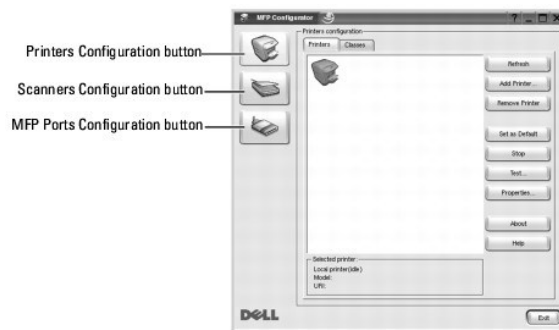 MFP Configurator
Printers Configuration button
Scanners Configuration button
MFP Ports Configuration button
Printers configuration
Printers
Classes
Refresh
Add Printer...
Remove Printer
Set as Default
Stop
Test...
Properties...
About
Help
Selected printer:
Local printer(idle)
Model:
URI:
DELL
Exit